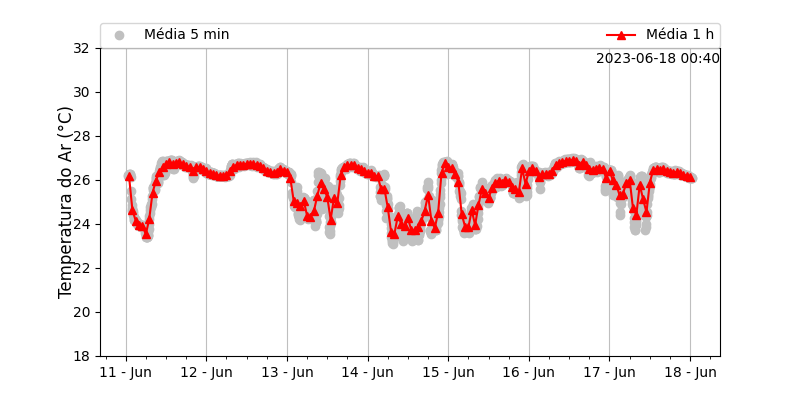 Média 5 min
Média 1 h
2023-06-18 00:40
Temperatura do Ar (°C)
32
30
28
26
24
22
20
18
11 - Jun
12 - Jun
13 - Jun
14 - Jun
15 - Jun
16 - Jun
17 - Jun
18 - Jun